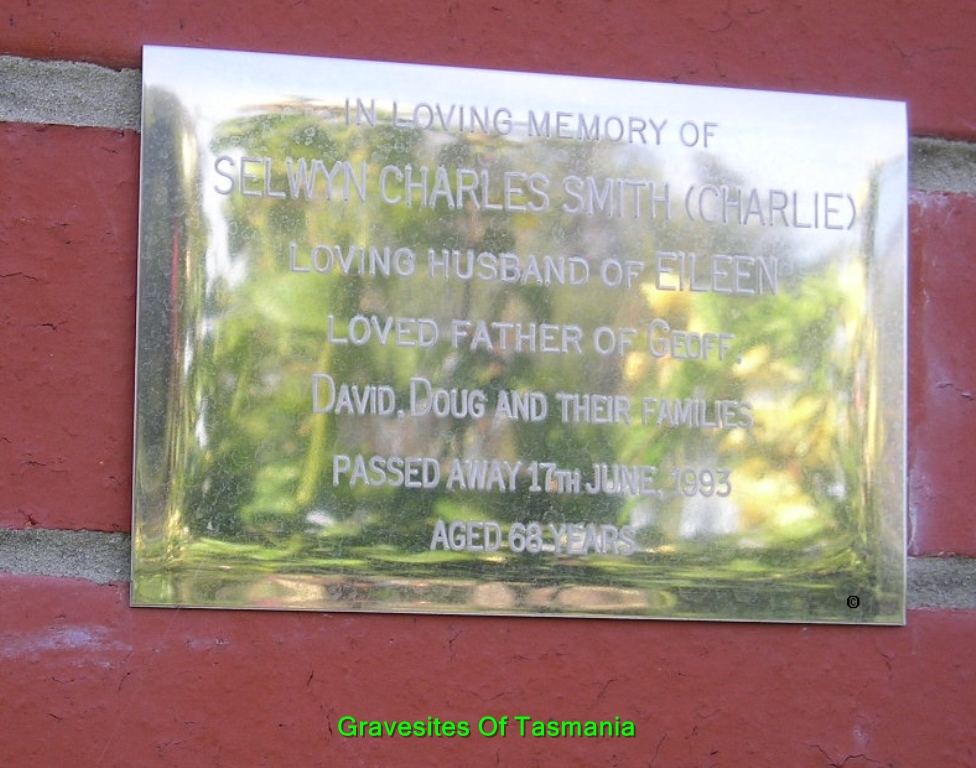 IN LOVING MEMORY OF
SELWYN CHARLES SMITH (CHARLIE)
LOVING HUSBAND OF EILEEN
LOVED FATHER OF GEOFF,
DAVID, DOUG AND THEIR FAMILIES
PASSED AWAY 17TH JUNE, 1993
AGED 68 YEARS
©
Gravesites Of Tasmania